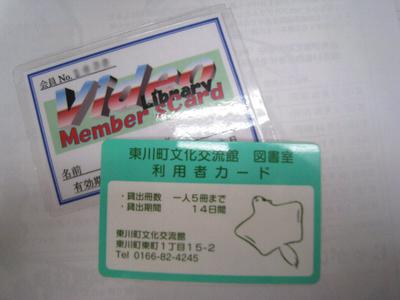 会員No.
Video
Library
Member'sCard
名前
有効期
東川町文化交流館 図書室
利用者カード
・貸出冊数 一人5冊まで
・貸出期間 14日間
東川町文化交流館
東川町東町1丁目15-2
Tel 0166-82-4245